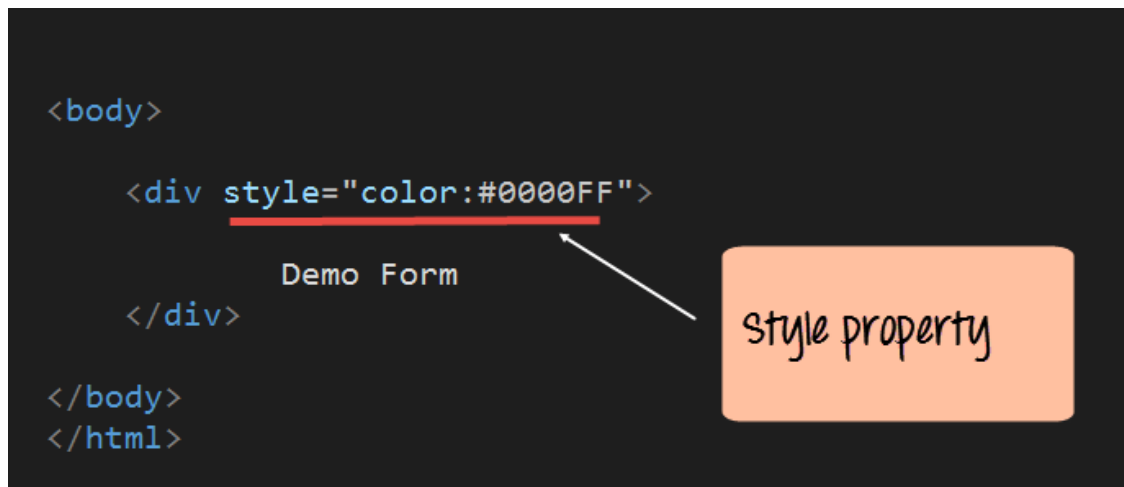 <body>
<div style="color:#0000FF">
Demo Form
</div>
Style property
</body>
</html>